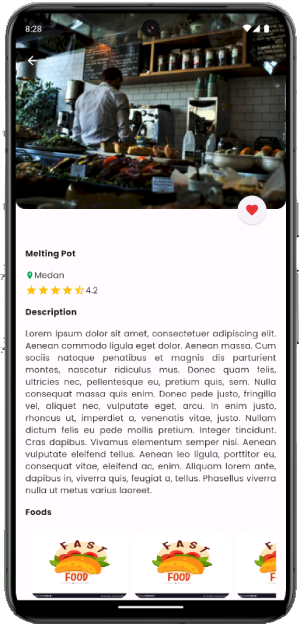 8:28
Melting Pot
Medan
4.2
Description
Lorem ipsum dolor sit amet, consectetuer adipiscing elit.
Aenean commodo ligula eget dolor. Aenean massa. Cum
sociis natoque penatibus et magnis dis parturient
montes, nascetur ridiculus mus. Donec quam felis,
ultricies nec, pellentesque eu, pretium quis, sem. Nulla
consequat massa quis enim. Donec pede justo, fringilla
vel, aliquet nec, vulputate eget, arcu. In enim justo,
rhoncus ut, imperdiet a, venenatis vitae, justo. Nullam
dictum felis eu pede mollis pretium. Integer tincidunt.
Cras dapibus. Vivamus elementum semper nisi. Aenean
vulputate eleifend tellus. Aenean leo ligula, porttitor eu,
consequat vitae, eleifend ac, enim. Aliquam lorem ante,
dapibus in, viverra quis, feugiat a, tellus. Phasellus viverra
nulla ut metus varius laoreet.
Foods
FAST FAST FAS
FOOD FOOD FO